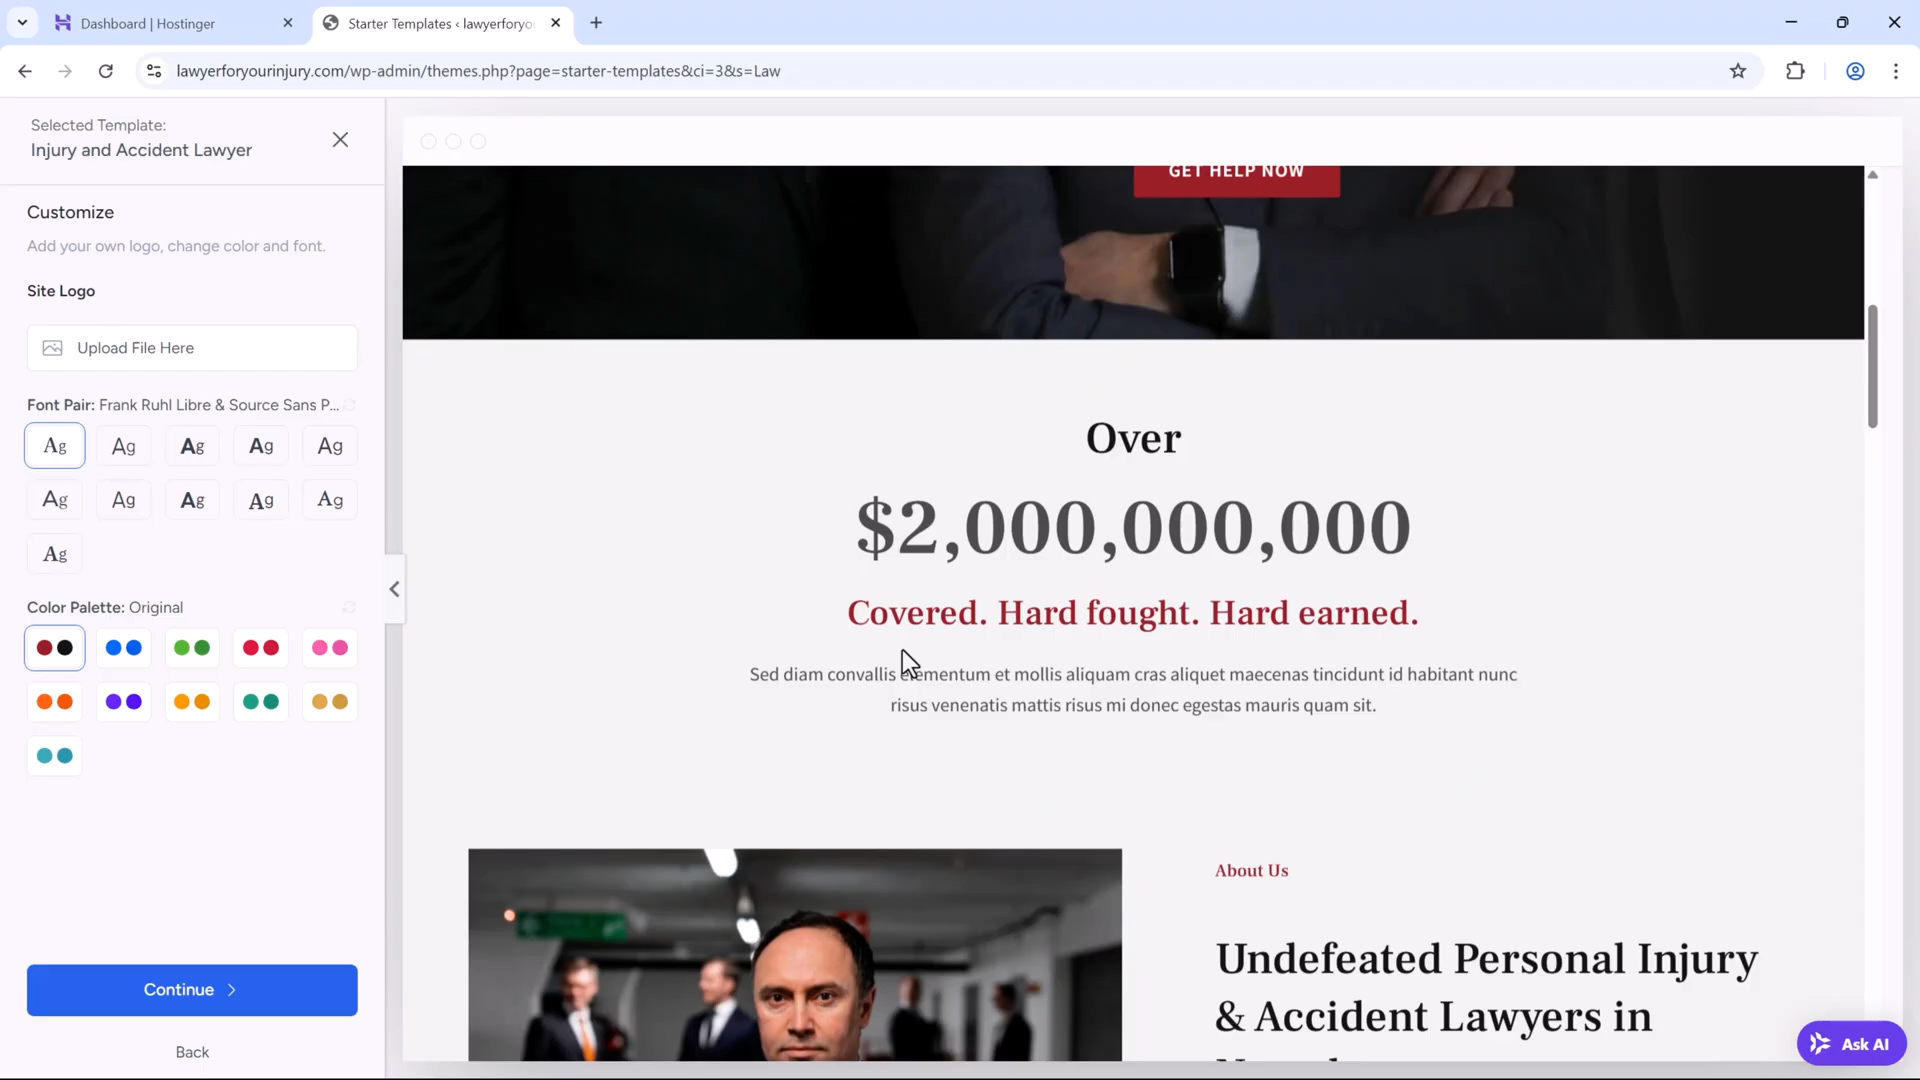 Dashboard | Hostinger
Starter Templates ‹ lawyerforyo
lawyerforyourinjury.com/wp-admin/themes.php?page=starter-templates&ci=3&s=Law
Selected Template:
Injury and Accident Lawyer
Customize
Add your own logo, change color and font.
Site Logo
Upload File Here
Font Pair: Frank Ruhl Libre & Source Sans P...
Ag Ag Ag Ag Ag
Ag Ag Ag Ag Ag
Ag
Color Palette: Original
Continue
Back
GET HELP NOW
Over
$2,000,000,000
Covered. Hard fought. Hard earned.
Sed diam convallis elementum et mollis aliquam cras aliquet maecenas tincidunt id habitant nunc
risus venenatis mattis risus mi donec egestas mauris quam sit.
About Us
Undefeated Personal Injury
& Accident Lawyers in
Ask AI